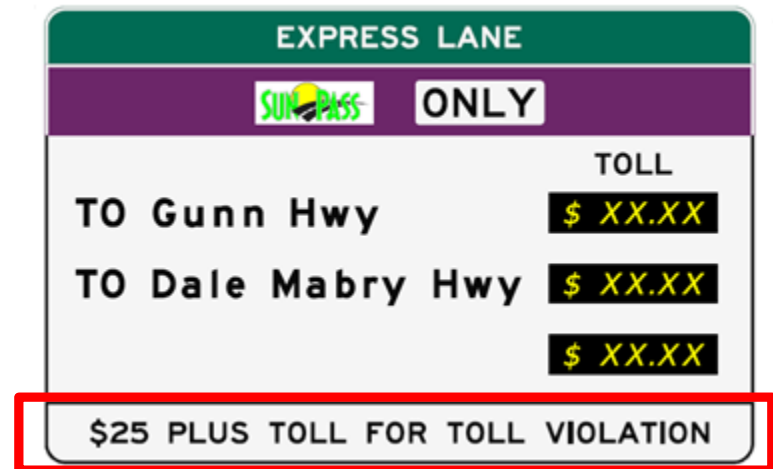 EXPRESS LANE
SUNPASS ONLY
TOLL
TO Gunn Hwy $ XX.XX
TO Dale Mabry Hwy $ XX.XX
$ XX.XX
$25 PLUS TOLL FOR TOLL VIOLATION